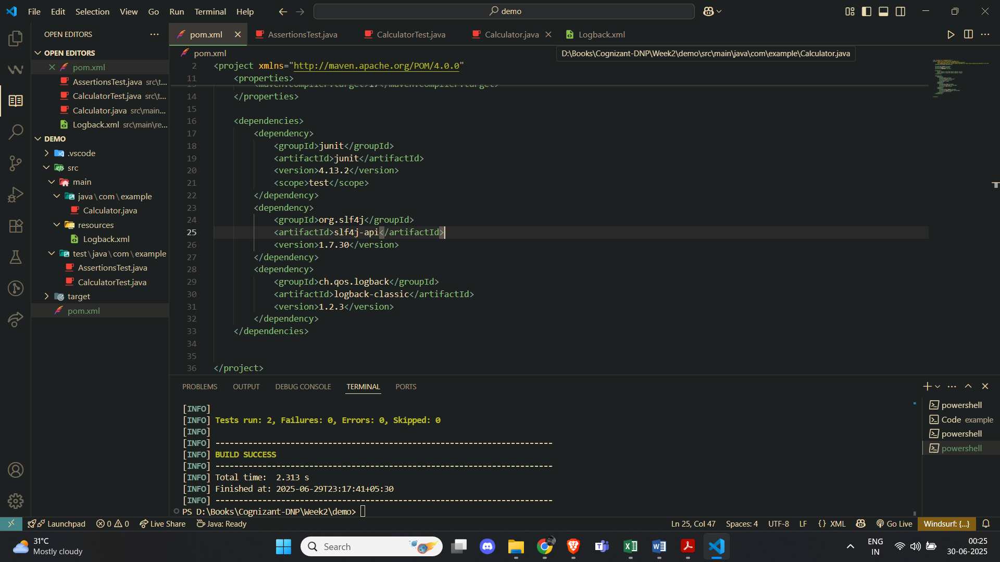 File Edit Selection View Go Run Terminal Help
demo
OPEN EDITORS
OPEN EDITORS
pom.xml
AssertionsTest.java src\t...
CalculatorTest.java src\t...
Calculator.java src\main...
Logback.xml src\main\re...
DEMO
.vscode
src
main
java\com\example
Calculator.java
resources
Logback.xml
test\java\com\example
AssertionsTest.java
CalculatorTest.java
target
pom.xml
pom.xml
AssertionsTest.java
CalculatorTest.java
Calculator.java
Logback.xml
pom.xml
D:\Books\Cognizant-DNP\Week2\demo\src\main\java\com\example\Calculator.java
2 <project xmlns="http://maven.apache.org/POM/4.0.0"
11 <properties>
13 <maven.compiler.target>17</maven.compiler.target>
14 </properties>
15
16 <dependencies>
17 <dependency>
18 <groupId>junit</groupId>
19 <artifactId>junit</artifactId>
20 <version>4.13.2</version>
21 <scope>test</scope>
22 </dependency>
23 <dependency>
24 <groupId>org.slf4j</groupId>
25 <artifactId>slf4j-api</artifactId>
26 <version>1.7.30</version>
27 </dependency>
28 <dependency>
29 <groupId>ch.qos.logback</groupId>
30 <artifactId>logback-classic</artifactId>
31 <version>1.2.3</version>
32 </dependency>
33 </dependencies>
34
35
36 </project>
PROBLEMS OUTPUT DEBUG CONSOLE TERMINAL PORTS
[INFO]
[INFO] Tests run: 2, Failures: 0, Errors: 0, Skipped: 0
[INFO]
[INFO] ------------------------------------------------------------------------
[INFO] BUILD SUCCESS
[INFO] ------------------------------------------------------------------------
[INFO] Total time:  2.313 s
[INFO] Finished at: 2025-06-29T23:17:41+05:30
[INFO] ------------------------------------------------------------------------
PS D:\Books\Cognizant-DNP\Week2\demo>
powershell
Code example
powershell
powershell
Launchpad 0 0 Live Share Java: Ready
Ln 25, Col 47 Spaces: 4 UTF-8 LF {} XML Go Live Windsurf: {...}
31°C
Mostly cloudy
Search
ENG
IN
00:25
30-06-2025